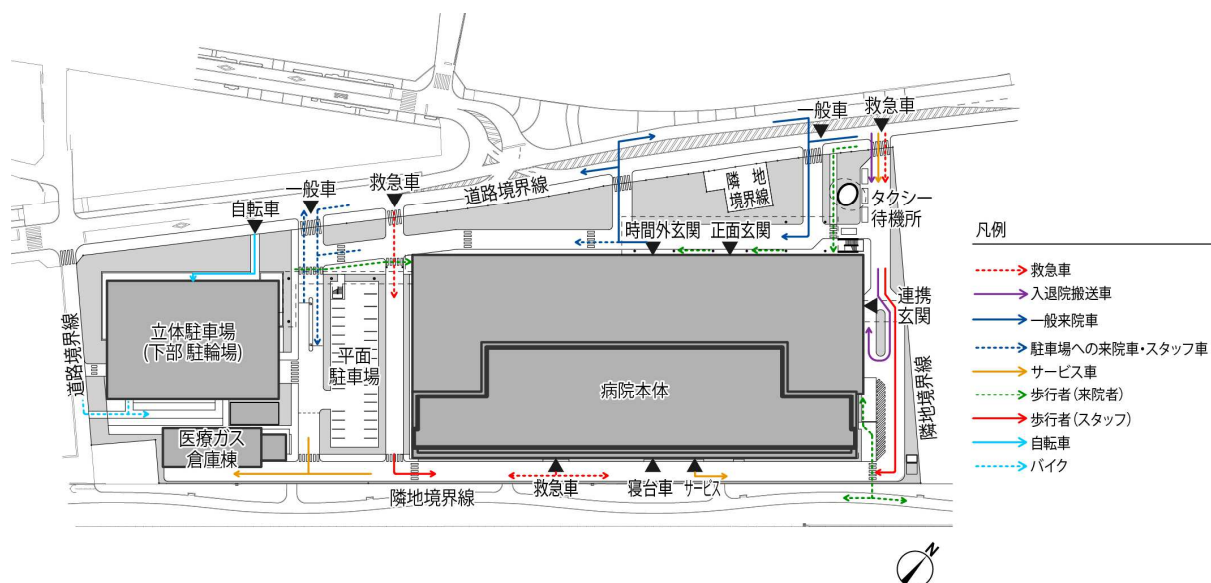 一般車
救急車
道路境界線
隣地
境界線
タクシー
待機所
一般車
救急車
自転車
時間外玄関
正面玄関
連携
玄関
立体駐車場
(下部 駐輪場)
道路境界線
平面
駐車場
病院本体
隣地境界線
医療ガス
倉庫棟
隣地境界線
救急車
寝台車
サービス
N
凡例
救急車
入退院搬送車
一般来院車
駐車場への来院車・スタッフ車
サービス車
歩行者(来院者)
歩行者(スタッフ)
自転車
バイク